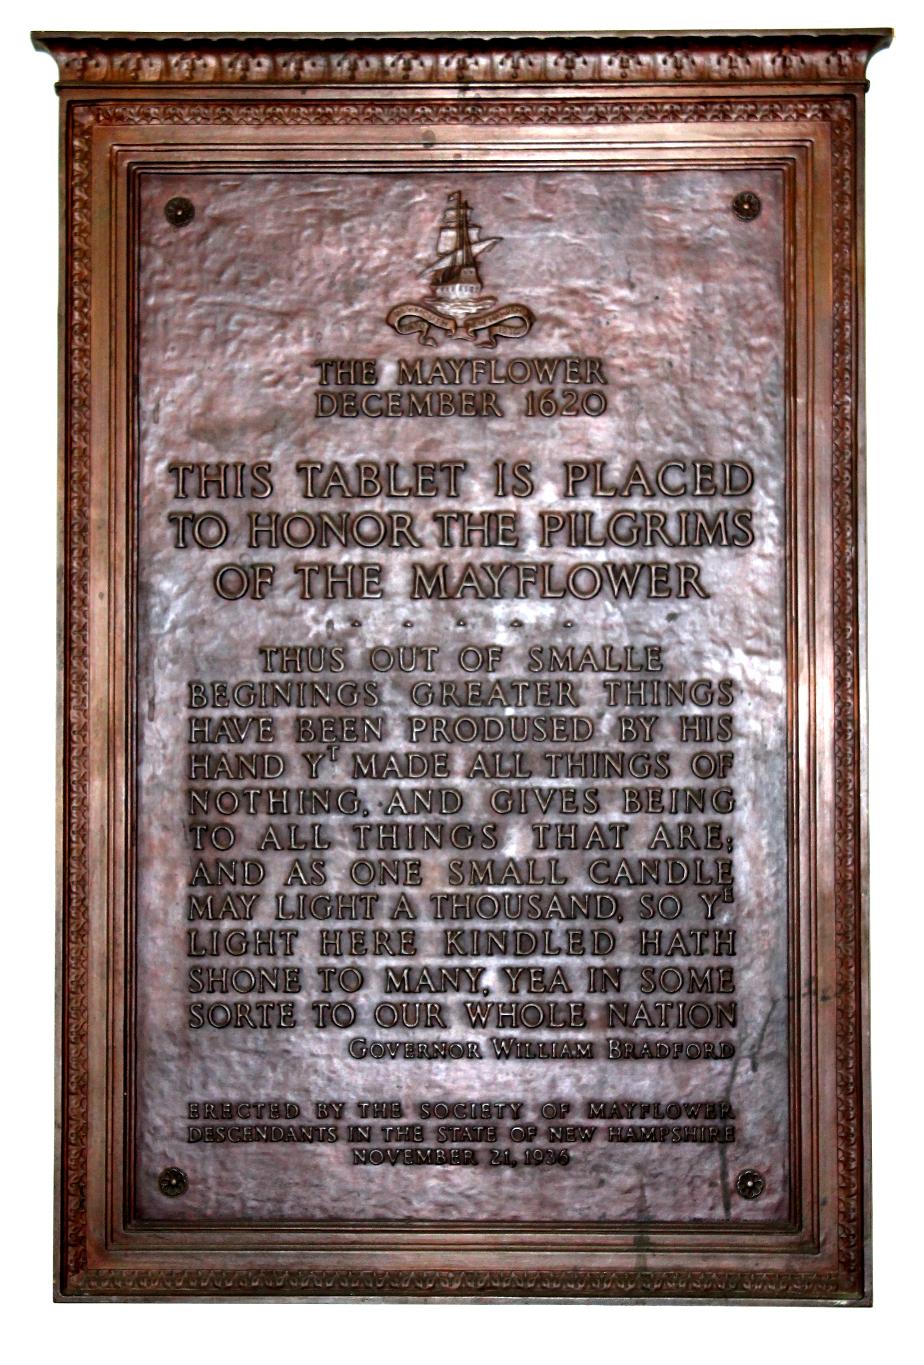 THE MAYFLOWER
DECEMBER 1620
THIS TABLET IS PLACED
TO HONOR THE PILGRIMS
OF THE MAYFLOWER
THUS OUT OF SMALLE
BEGININGS GREATER THINGS
HAVE BEEN PRODUSED BY HIS
HAND Yᵀ MADE ALL THINGS OF
NOTHING, AND GIVES BEING
TO ALL THINGS THAT ARE;
AND AS ONE SMALL CANDLE
MAY LIGHT A THOUSAND, SO Yᴱ
LIGHT HERE KINDLED HATH
SHONE TO MANY, YEA IN SOME
SORTE TO OUR WHOLE NATION
GOVERNOR WILLIAM BRADFORD
ERECTED BY THE SOCIETY OF MAYFLOWER
DESCENDANTS IN THE STATE OF NEW HAMPSHIRE
NOVEMBER 21, 1936